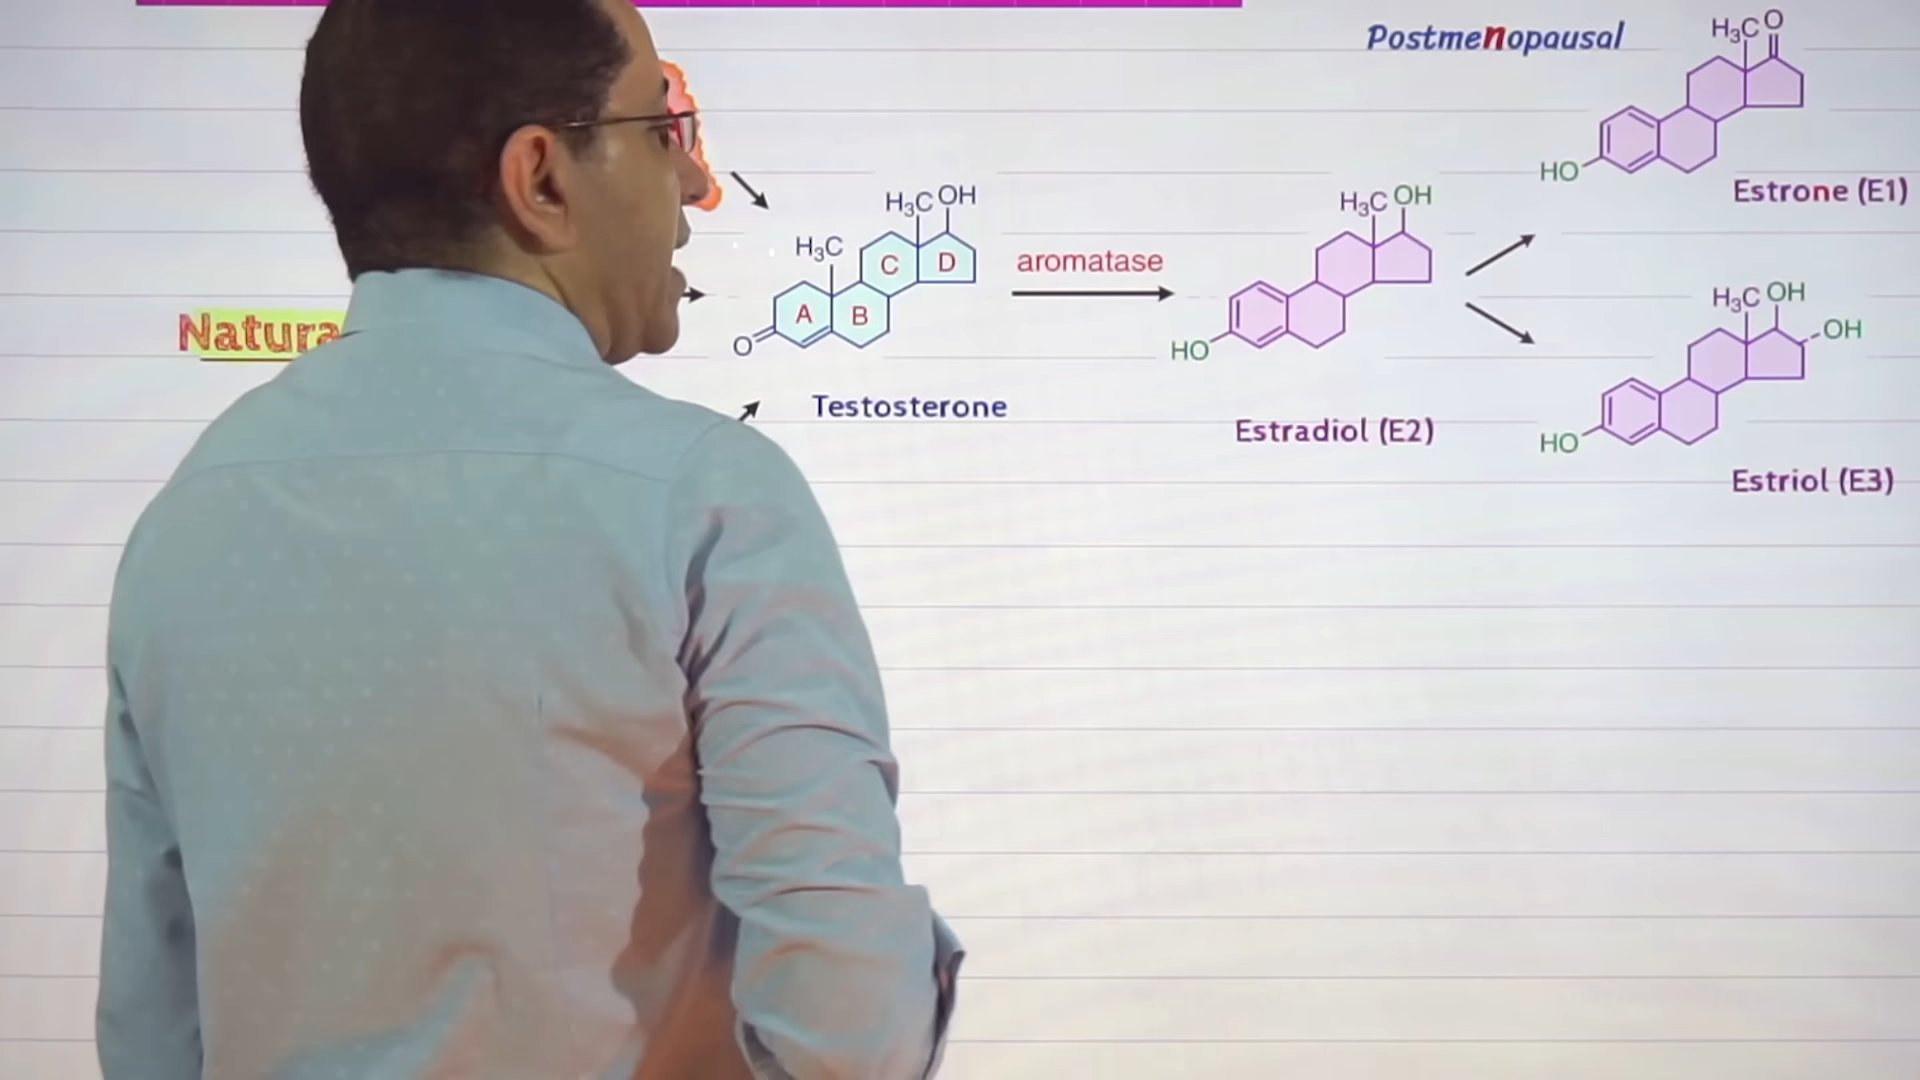 Postmenopausal
H₃C O
HO
Estrone (E1)
H₃C OH
H₃C
A B C D
O
Testosterone
aromatase
H₃C OH
HO
Estradiol (E2)
H₃C OH
OH
HO
Estriol (E3)